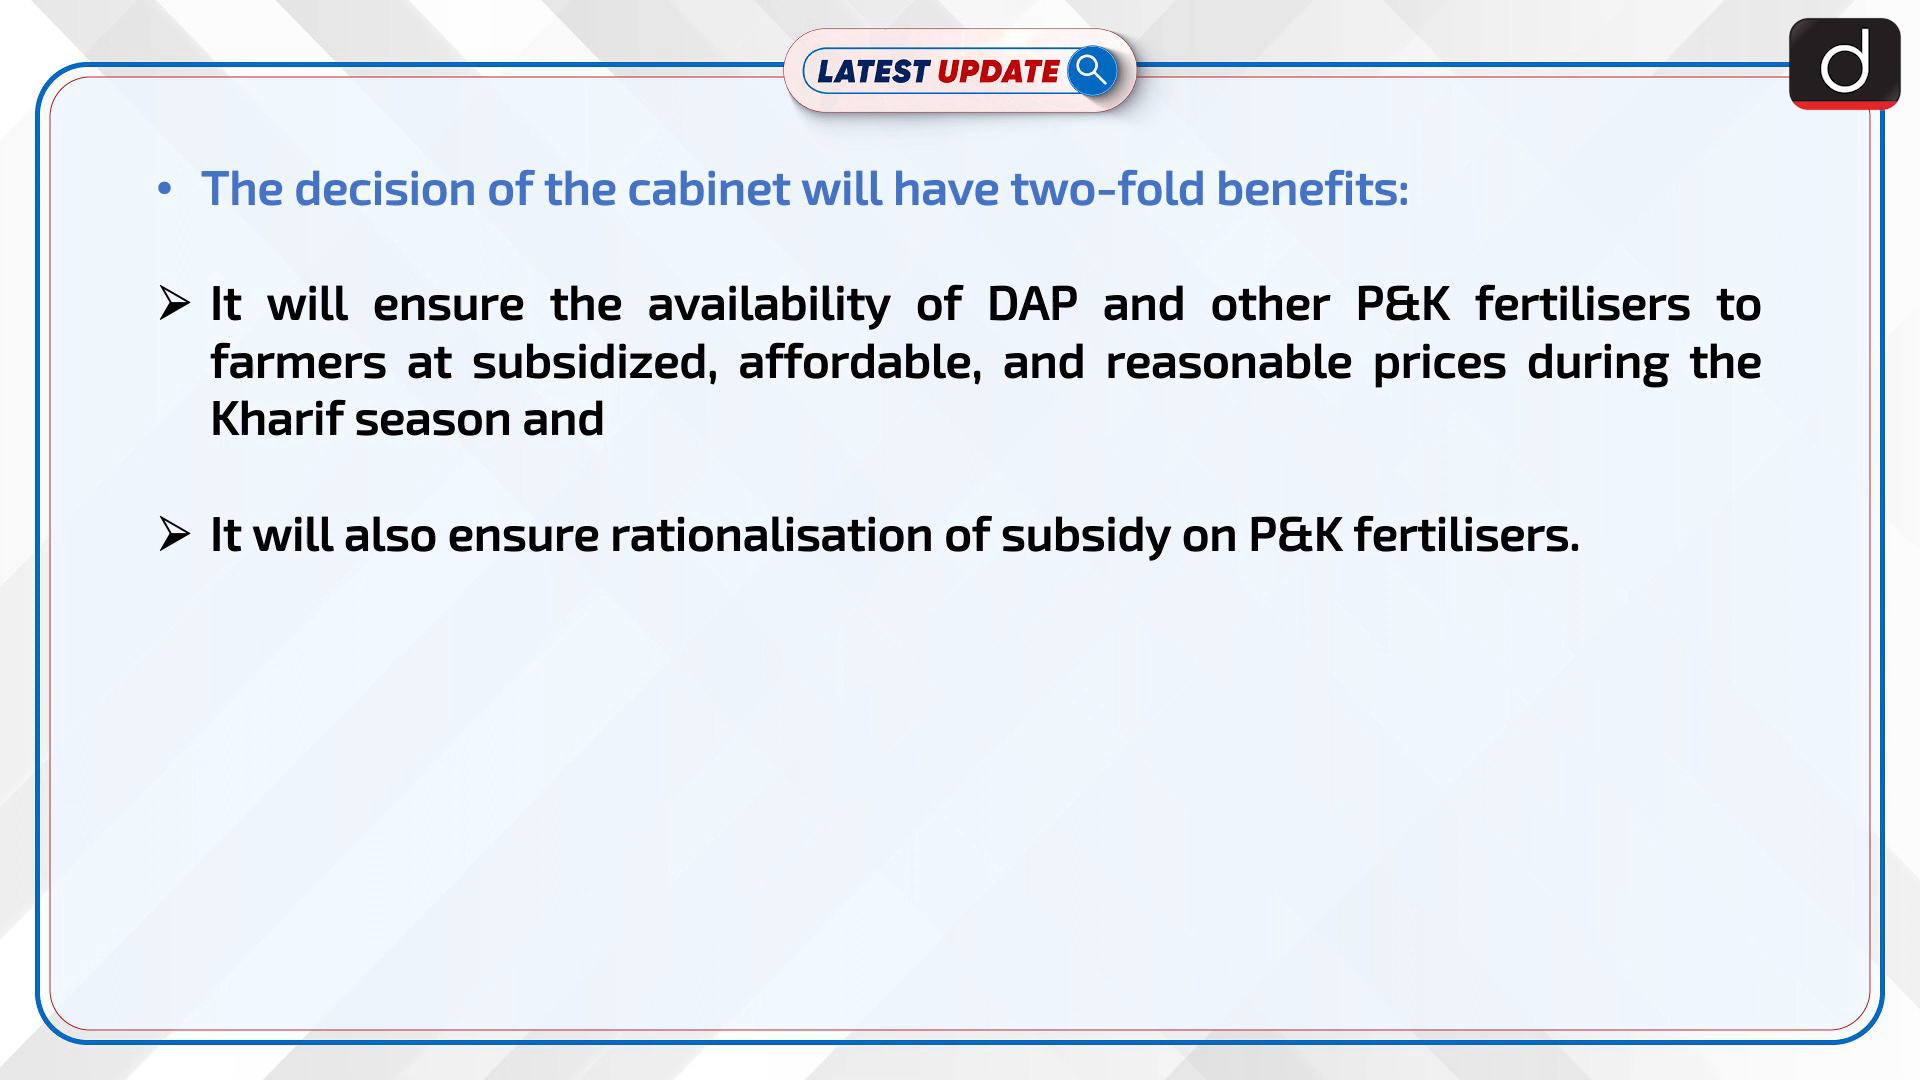 LATEST UPDATE
d
• The decision of the cabinet will have two-fold benefits:
➢ It will ensure the availability of DAP and other P&K fertilisers to
farmers at subsidized, affordable, and reasonable prices during the
Kharif season and
➢ It will also ensure rationalisation of subsidy on P&K fertilisers.